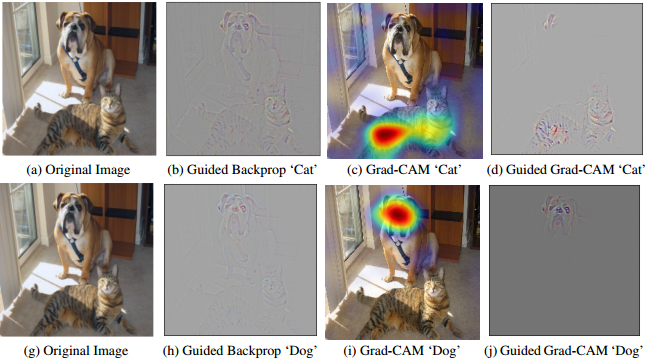 (a) Original Image
(b) Guided Backprop ‘Cat’
(c) Grad-CAM ‘Cat’
(d) Guided Grad-CAM ‘Cat’
(g) Original Image
(h) Guided Backprop ‘Dog’
(i) Grad-CAM ‘Dog’
(j) Guided Grad-CAM ‘Dog’